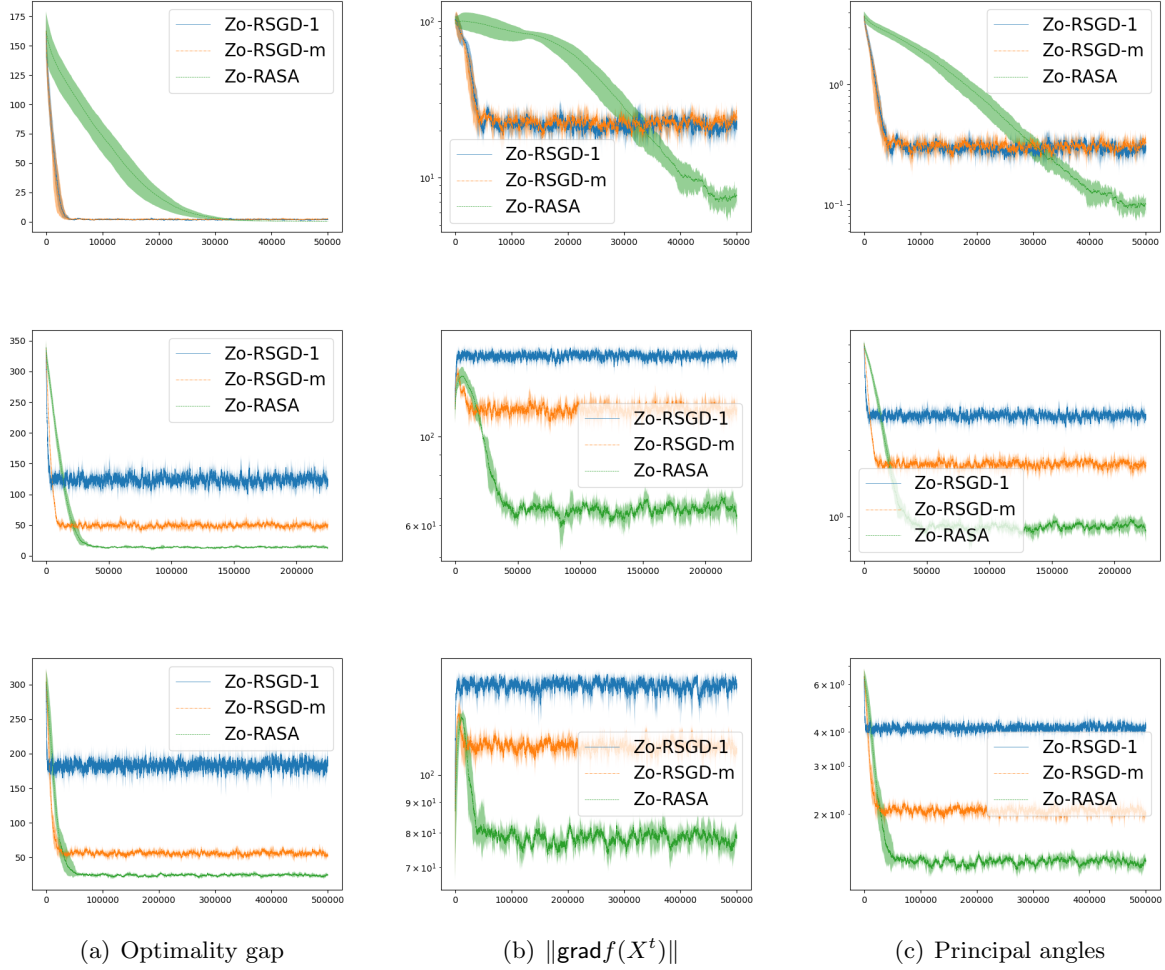 175
150
125
100
75
50
25
0
0 10000 20000 30000 40000 50000
Zo-RSGD-1
Zo-RSGD-m
Zo-RASA
10²
10¹
0 10000 20000 30000 40000 50000
Zo-RSGD-1
Zo-RSGD-m
Zo-RASA
10⁰
10⁻¹
0 10000 20000 30000 40000 50000
Zo-RSGD-1
Zo-RSGD-m
Zo-RASA
350
300
250
200
150
100
50
0
0 50000 100000 150000 200000
Zo-RSGD-1
Zo-RSGD-m
Zo-RASA
10²
6 × 10¹
0 50000 100000 150000 200000
Zo-RSGD-1
Zo-RSGD-m
Zo-RASA
10⁰
0 50000 100000 150000 200000
Zo-RSGD-1
Zo-RSGD-m
Zo-RASA
300
250
200
150
100
50
0 100000 200000 300000 400000 500000
Zo-RSGD-1
Zo-RSGD-m
Zo-RASA
10²
9 × 10¹
8 × 10¹
7 × 10¹
0 100000 200000 300000 400000 500000
Zo-RSGD-1
Zo-RSGD-m
Zo-RASA
6 × 10⁰
4 × 10⁰
3 × 10⁰
2 × 10⁰
0 100000 200000 300000 400000 500000
Zo-RSGD-1
Zo-RSGD-m
Zo-RASA
(a) Optimality gap
(b) ‖gradf(Xᵗ)‖
(c) Principal angles